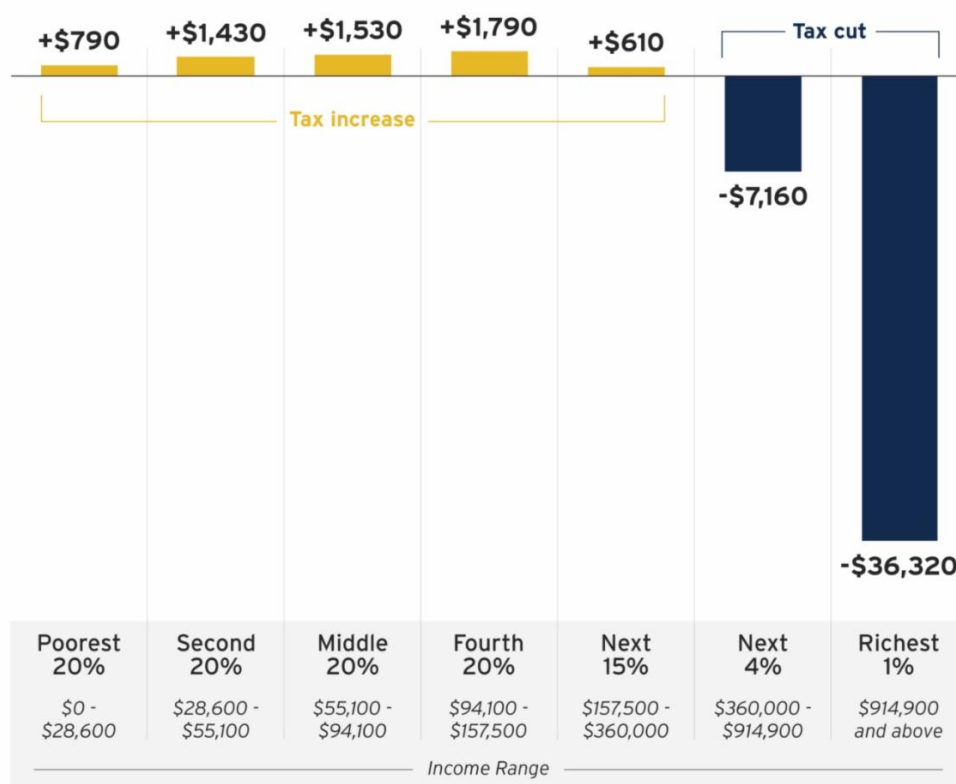 +$790
+$1,430
+$1,530
+$1,790
+$610
Tax cut
Tax increase
-$7,160
-$36,320
Poorest
20%
$0 -
$28,600
Second
20%
$28,600 -
$55,100
Middle
20%
$55,100 -
$94,100
Fourth
20%
$94,100 -
$157,500
Next
15%
$157,500 -
$360,000
Next
4%
$360,000 -
$914,900
Richest
1%
$914,900
and above
Income Range